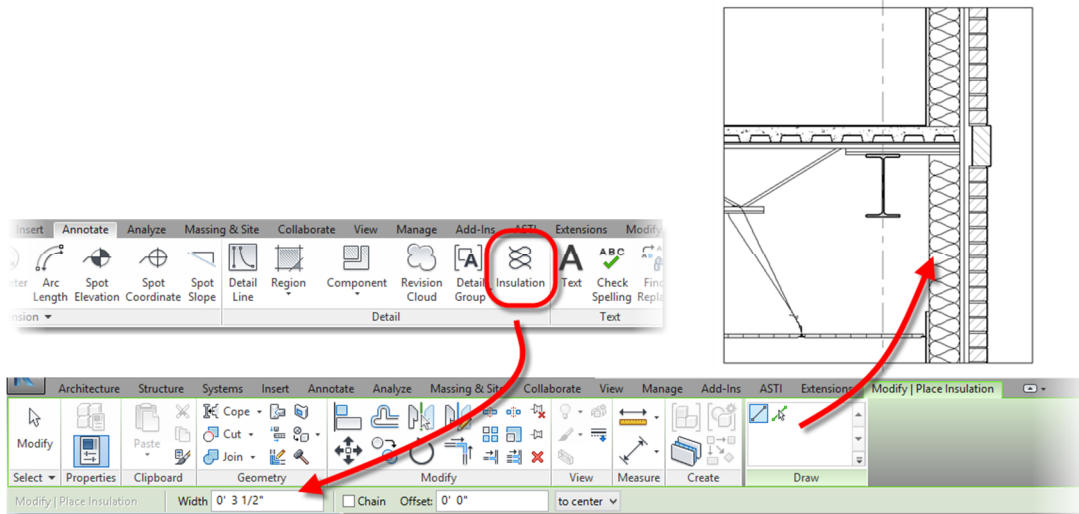 Insert Annotate Analyze Massing & Site Collaborate View Manage Add-Ins ASTI Extensions Modify
Arc Length
Spot Elevation
Spot Coordinate
Spot Slope
Detail Line
Region
Component
Revision Cloud
Detail Group
Insulation
A
Text
ABC
Check Spelling
Detail
Text
Architecture Structure Systems Insert Annotate Analyze Massing & Site Collaborate View Manage Add-Ins ASTI Extensions Modify | Place Insulation
Modify
Paste
Cope
Cut
Join
Select Properties Clipboard Geometry Modify View Measure Create Draw
Modify | Place Insulation Width 0' 3 1/2" Chain Offset: 0' 0" to center